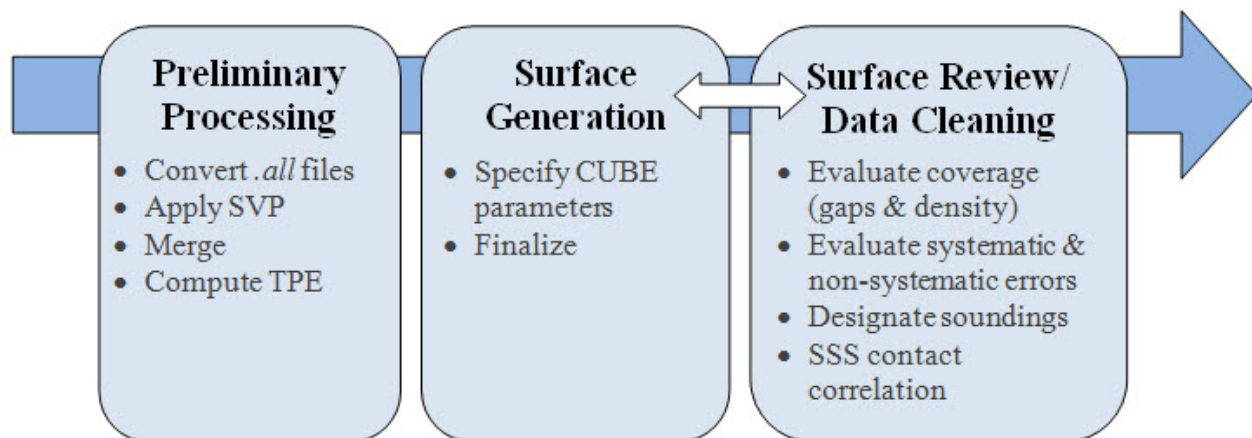 Preliminary
Processing
• Convert .all files
• Apply SVP
• Merge
• Compute TPE
Surface
Generation
• Specify CUBE
parameters
• Finalize
Surface Review/
Data Cleaning
• Evaluate coverage
(gaps & density)
• Evaluate systematic &
non-systematic errors
• Designate soundings
• SSS contact
correlation